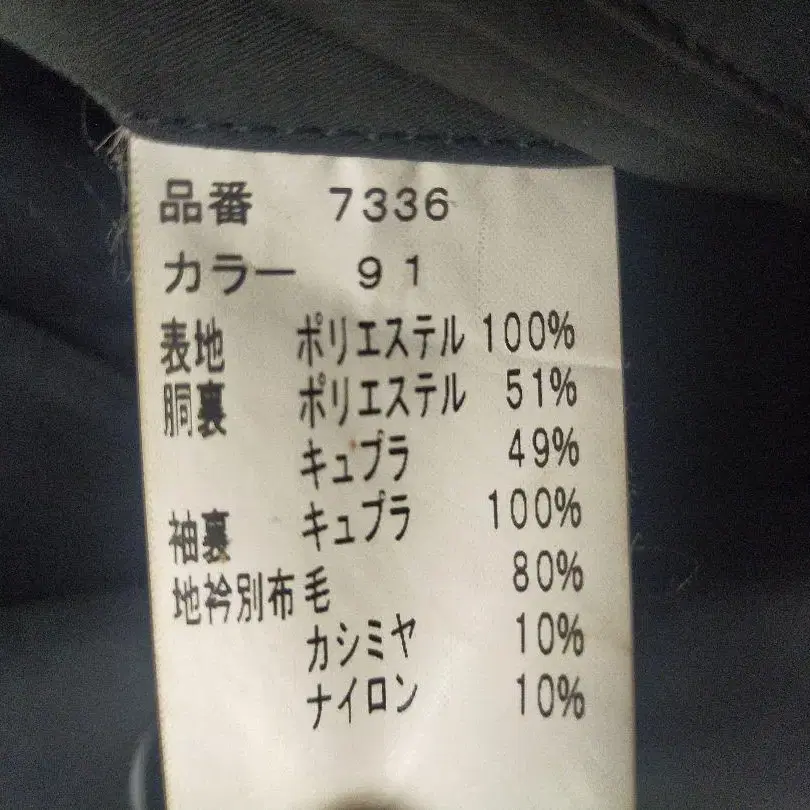 品番 7336
カラー 91
表地 ポリエステル 100%
胴裏 ポリエステル 51%
キュプラ 49%
袖裏 キュプラ 100%
地衿別布 毛 80%
カシミヤ 10%
ナイロン 10%